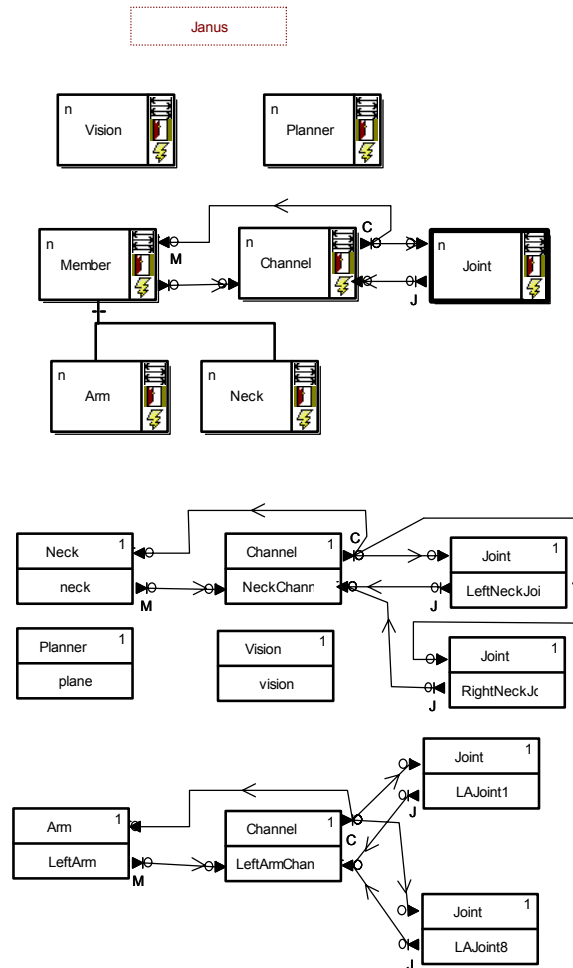 Janus
n
Vision
n
Planner
n
Member
M
n
Channel
C
n
Joint
J
n
Arm
n
Neck
Neck 1
neck
M
Channel 1
NeckChann
C
Joint 1
LeftNeckJoi
J
Planner 1
plane
Vision 1
vision
Joint 1
RightNeckJc
J
Arm 1
LeftArm
M
Channel 1
LeftArmChan
C
Joint 1
LAJoint1
J
Joint 1
LAJoint8
J